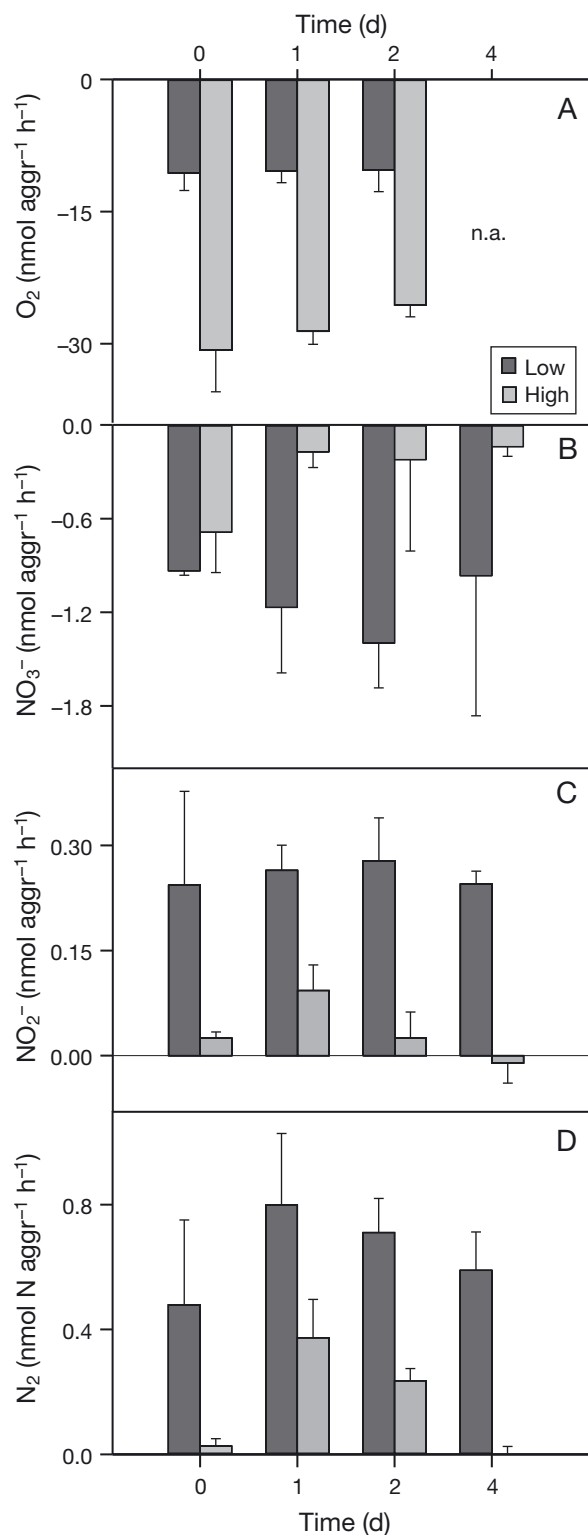 Time (d)
0 1 2 4
A
0
−15
−30
O₂ (nmol aggr⁻¹ h⁻¹)
n.a.
Low
High
B
0.0
−0.6
−1.2
−1.8
NO₃⁻ (nmol aggr⁻¹ h⁻¹)
C
0.30
0.15
0.00
NO₂⁻ (nmol aggr⁻¹ h⁻¹)
D
0.8
0.4
0.0
N₂ (nmol N aggr⁻¹ h⁻¹)
0 1 2 4
Time (d)